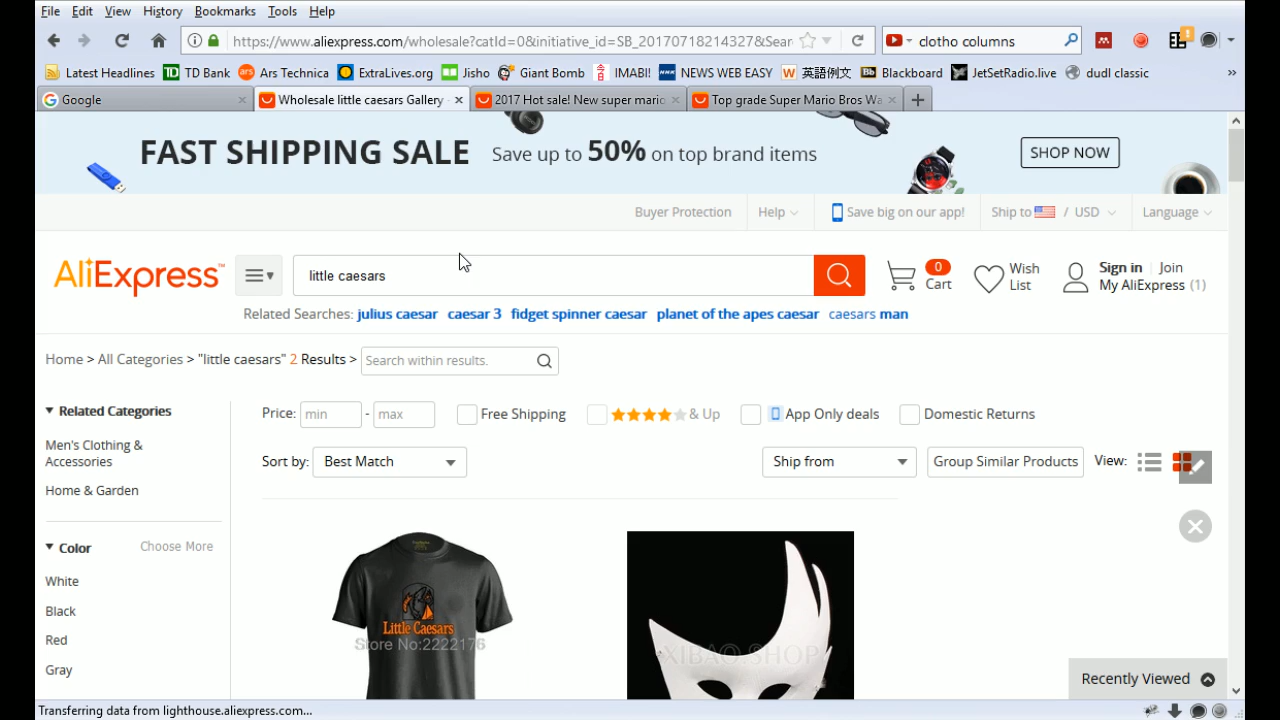 File Edit View History Bookmarks Tools Help
https://www.aliexpress.com/wholesale?catId=0&initiative_id=SB_20170718214327&Sear
clotho columns
Latest Headlines TD Bank Ars Technica ExtraLives.org Jisho Giant Bomb IMABI! NEWS WEB EASY 英語例文 Blackboard JetSetRadio.live dudl classic »
Google Wholesale little caesars Gallery 2017 Hot sale! New super mario Top grade Super Mario Bros Wa
FAST SHIPPING SALE Save up to 50% on top brand items SHOP NOW
Buyer Protection Help Save big on our app! Ship to / USD Language
AliExpress™ little caesars 0 Cart Wish List Sign in Join My AliExpress (1)
Related Searches: julius caesar caesar 3 fidget spinner caesar planet of the apes caesar caesars man
Home > All Categories > "little caesars" 2 Results > Search within results.
Related Categories
Men's Clothing & Accessories
Home & Garden
Color Choose More
White
Black
Red
Gray
Price: min - max Free Shipping & Up App Only deals Domestic Returns
Sort by: Best Match Ship from Group Similar Products View:
Little Caesars
Store No:2222176
XIBAO.SHOP
Recently Viewed
Transferring data from lighthouse.aliexpress.com...